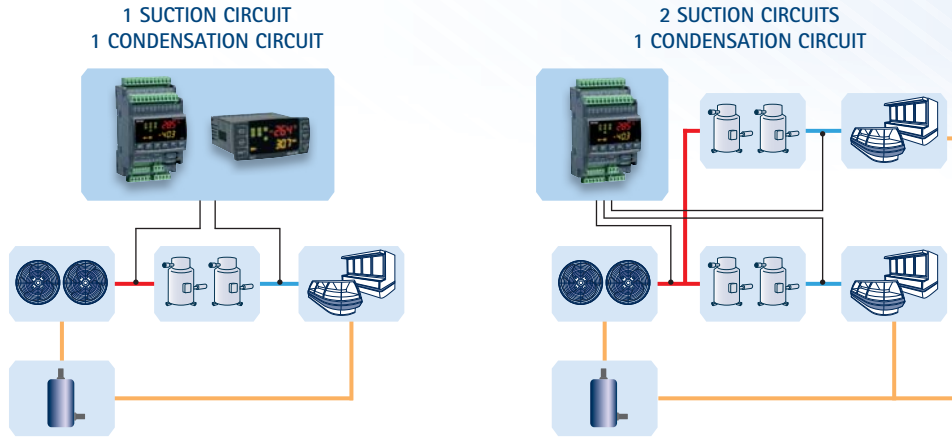 1 SUCTION CIRCUIT
1 CONDENSATION CIRCUIT
2 SUCTION CIRCUITS
1 CONDENSATION CIRCUIT